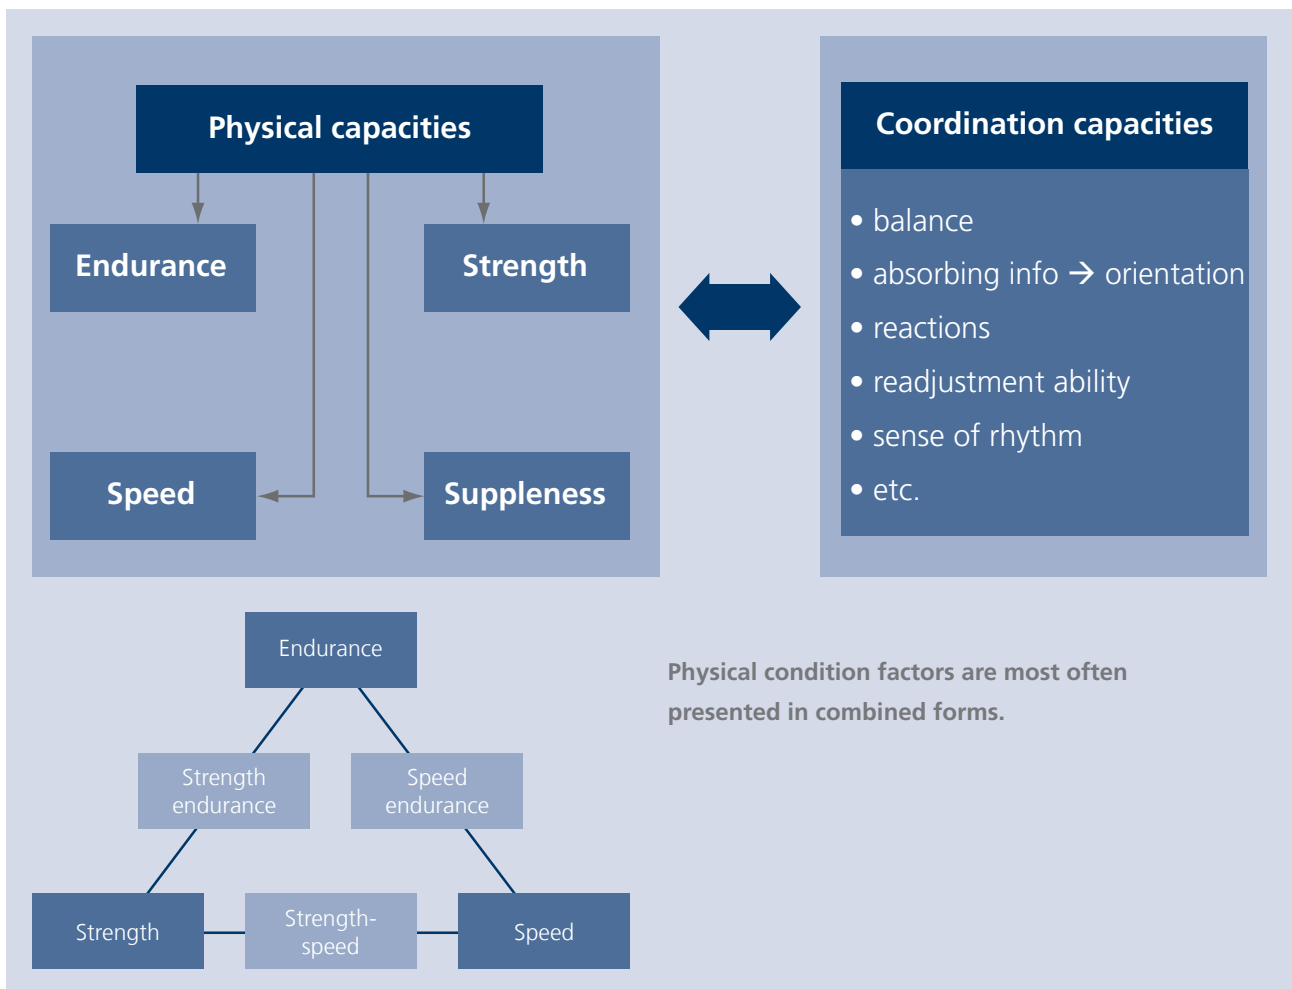 Physical capacities
Endurance
Strength
Speed
Suppleness
Coordination capacities
• balance
• absorbing info → orientation
• reactions
• readjustment ability
• sense of rhythm
• etc.
Endurance
Strength
endurance
Speed
endurance
Strength
Strength-
speed
Speed
Physical condition factors are most often
presented in combined forms.